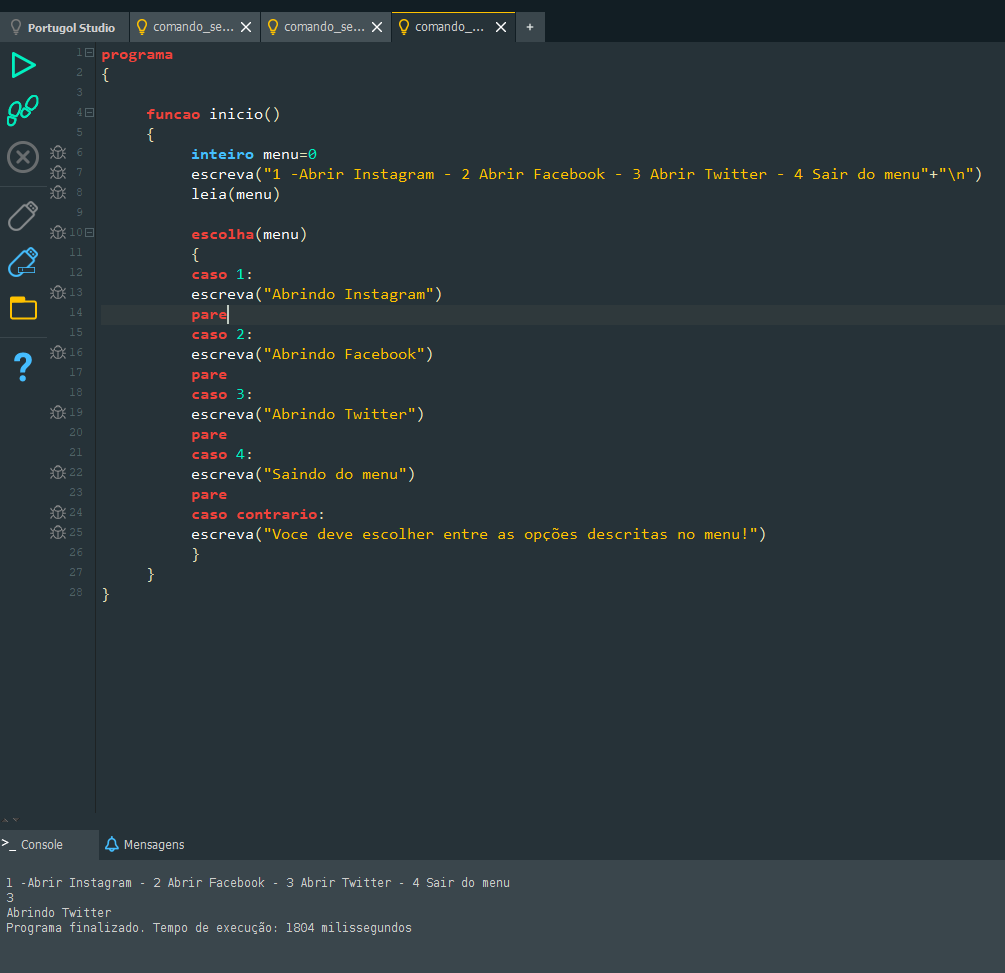 Portugol Studio comando_se... comando_se... comando_... +
1 programa
2 {
3
4 funcao inicio()
5 {
6 inteiro menu=0
7 escreva("1 -Abrir Instagram - 2 Abrir Facebook - 3 Abrir Twitter - 4 Sair do menu"+"\n")
8 leia(menu)
9
10 escolha(menu)
11 {
12 caso 1:
13 escreva("Abrindo Instagram")
14 pare
15 caso 2:
16 escreva("Abrindo Facebook")
17 pare
18 caso 3:
19 escreva("Abrindo Twitter")
20 pare
21 caso 4:
22 escreva("Saindo do menu")
23 pare
24 caso contrario:
25 escreva("Voce deve escolher entre as opções descritas no menu!")
26 }
27 }
28 }
>_ Console Mensagens
1 -Abrir Instagram - 2 Abrir Facebook - 3 Abrir Twitter - 4 Sair do menu
3
Abrindo Twitter
Programa finalizado. Tempo de execução: 1804 milissegundos